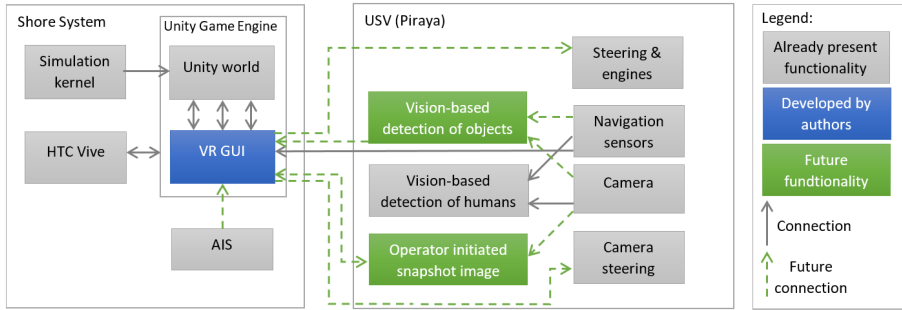 Shore System
Unity Game Engine
Simulation
kernel
Unity world
HTC Vive
VR GUI
AIS
USV (Piraya)
Steering &
engines
Vision-based
detection of objects
Navigation
sensors
Vision-based
detection of humans
Camera
Operator initiated
snapshot image
Camera
steering
Legend:
Already present
functionality
Developed by
authors
Future
fundtionality
Connection
Future
connection